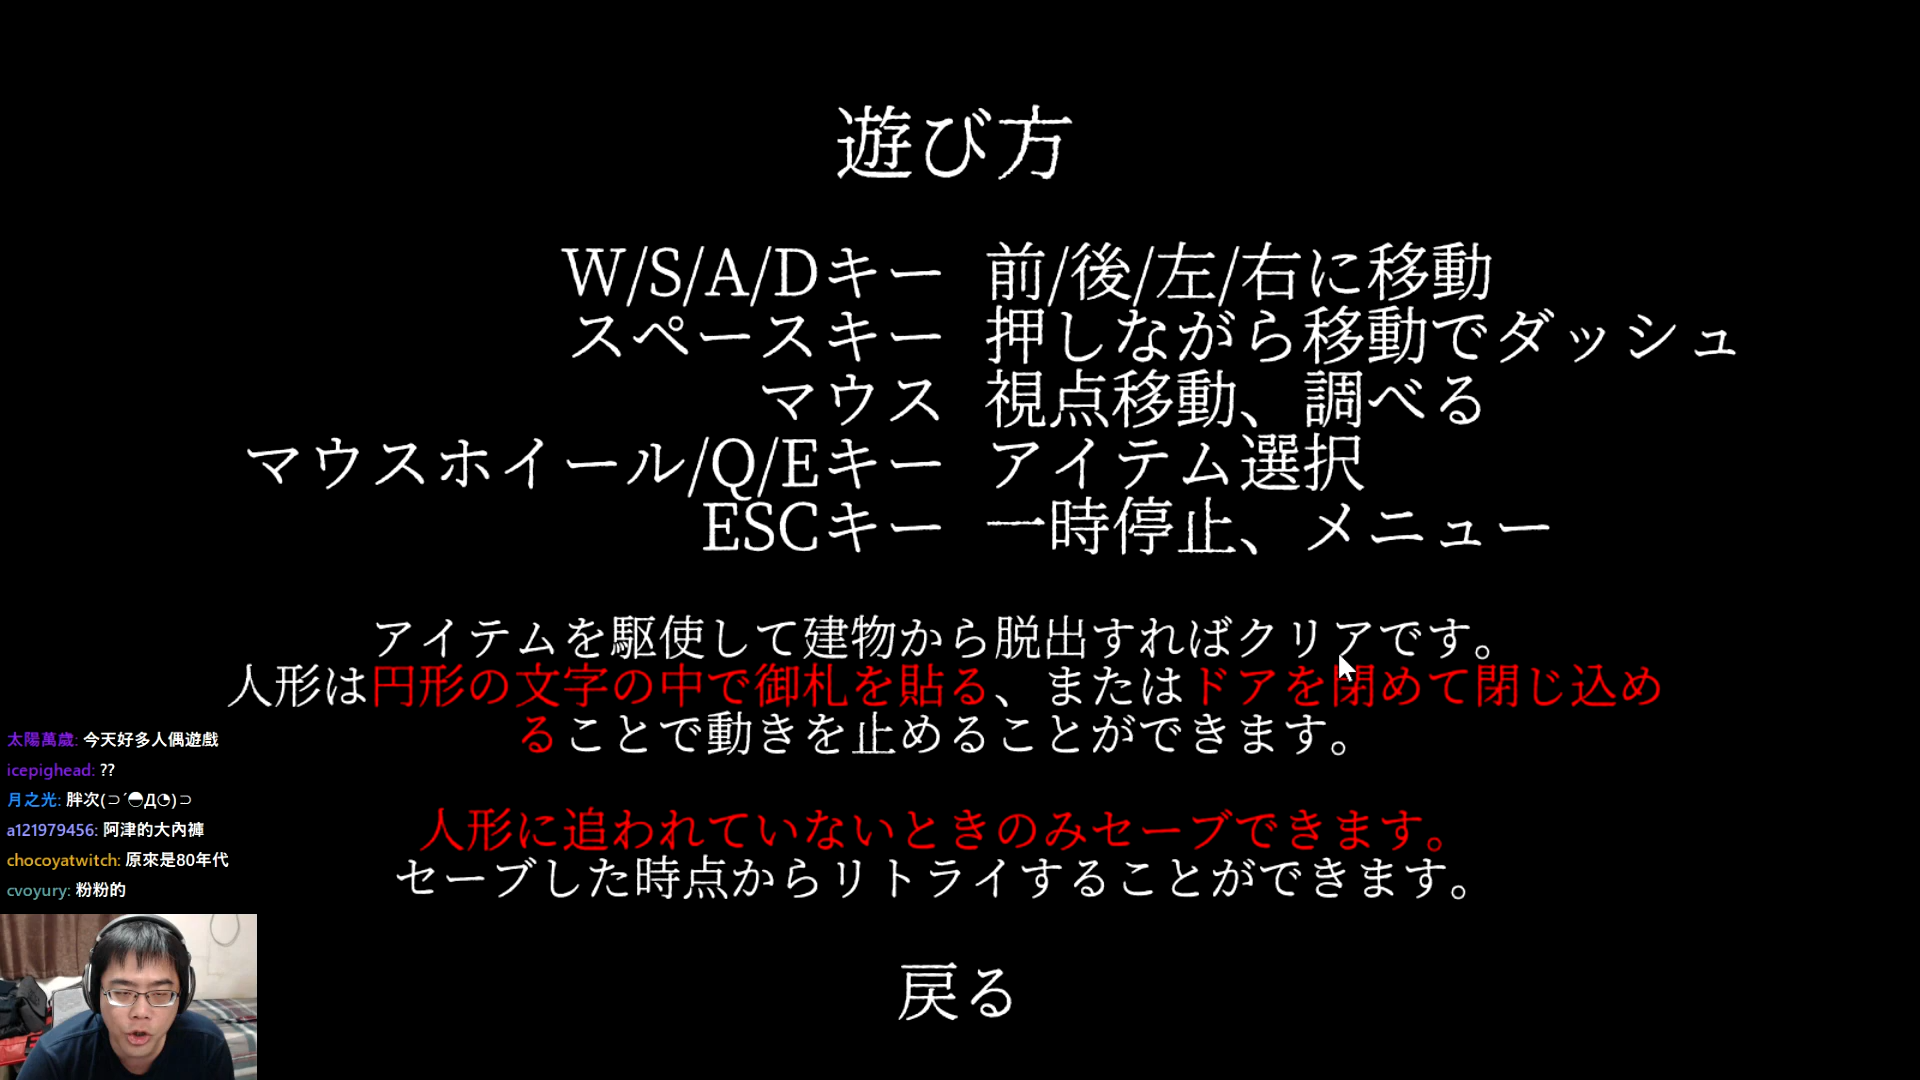 遊び方
W/S/A/Dキー 前/後/左/右に移動
スペースキー 押しながら移動でダッシュ
マウス 視点移動、調べる
マウスホイール/Q/Eキー アイテム選択
ESCキー 一時停止、メニュー
アイテムを駆使して建物から脱出すればクリアです。
人形は円形の文字の中で御札を貼る、またはドアを閉めて閉じ込め
ることで動きを止めることができます。
人形に追われていないときのみセーブできます。
セーブした時点からリトライすることができます。
戻る
太陽萬歲: 今天好多人偶遊戲
icepighead: ??
月之光: 胖次(⊃´◓Д◔)⊃
a121979456: 阿津的大內褲
chocoyatwitch: 原來是80年代
cvoyury: 粉粉的